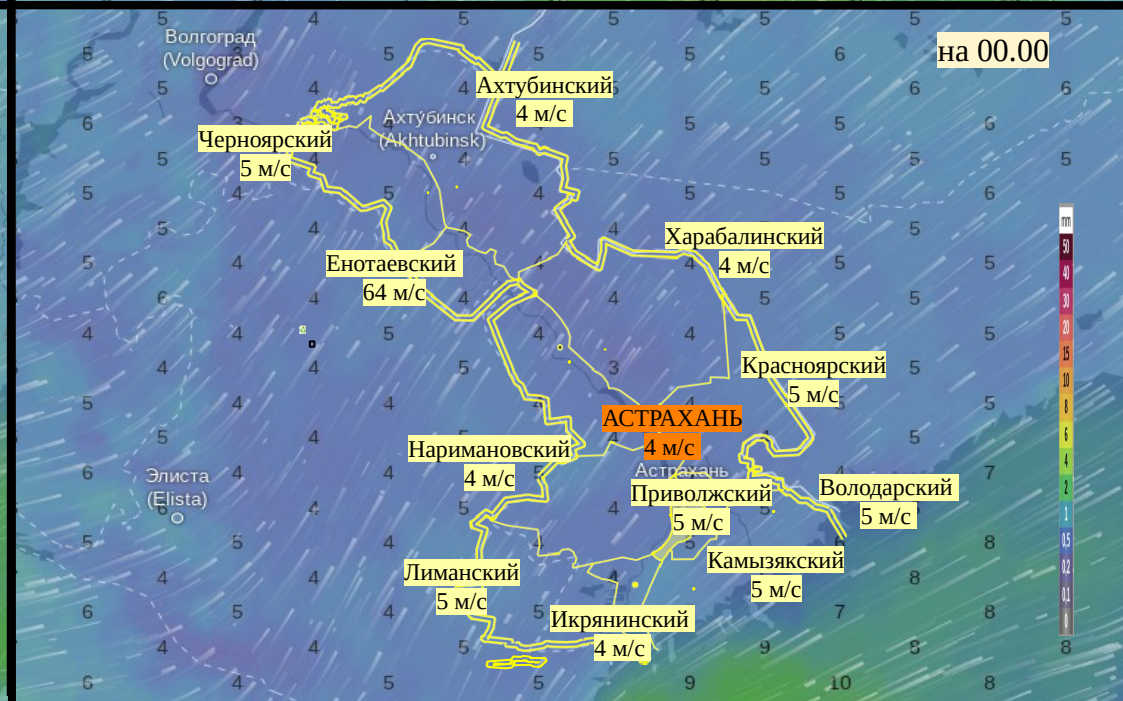 на 00.00
Волгоград
(Volgograd)
Ахтубинский
4 м/с
Ахту́бинск
(Akhtubinsk)
Черноярский
5 м/с
Харабалинский
4 м/с
Енотаевский
64 м/с
Красноярский
5 м/с
АСТРАХАНЬ
4 м/с
Астрахань
Наримановский
4 м/с
Элиста
(Elista)
Приволжский
5 м/с
Володарский
5 м/с
Камызякский
5 м/с
Лиманский
5 м/с
Икрянинский
4 м/с
mm
50
40
30
20
15
10
8
6
4
2
1
0.5
0.2
0.1
0